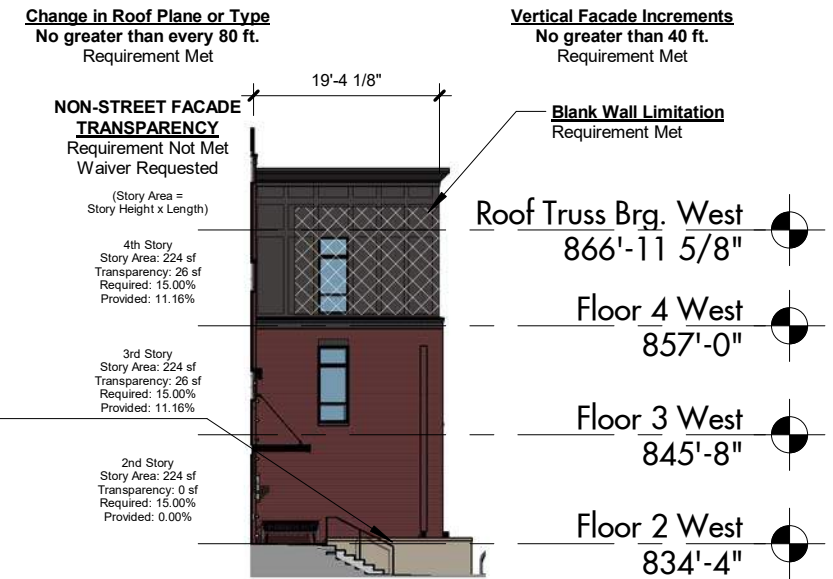 Change in Roof Plane or Type
No greater than every 80 ft.
Requirement Met
Vertical Facade Increments
No greater than 40 ft.
Requirement Met
19'-4 1/8"
NON-STREET FACADE
TRANSPARENCY
Requirement Not Met
Waiver Requested
Blank Wall Limitation
Requirement Met
(Story Area =
Story Height x Length)
4th Story
Story Area: 224 sf
Transparency: 26 sf
Required: 15.00%
Provided: 11.16%
3rd Story
Story Area: 224 sf
Transparency: 26 sf
Required: 15.00%
Provided: 11.16%
2nd Story
Story Area: 224 sf
Transparency: 0 sf
Required: 15.00%
Provided: 0.00%
Roof Truss Brg. West
866'-11 5/8"
Floor 4 West
857'-0"
Floor 3 West
845'-8"
Floor 2 West
834'-4"